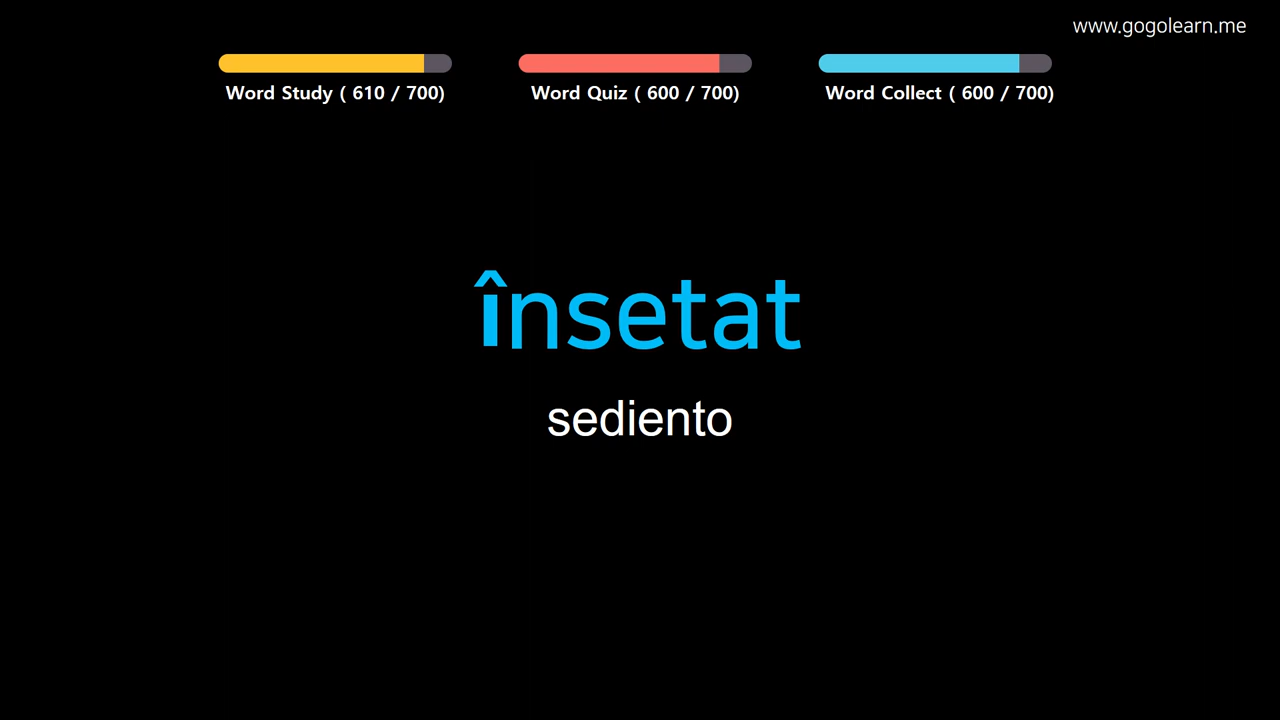 www.gogolearn.me
Word Study ( 610 / 700)
Word Quiz ( 600 / 700)
Word Collect ( 600 / 700)
însetat
sediento